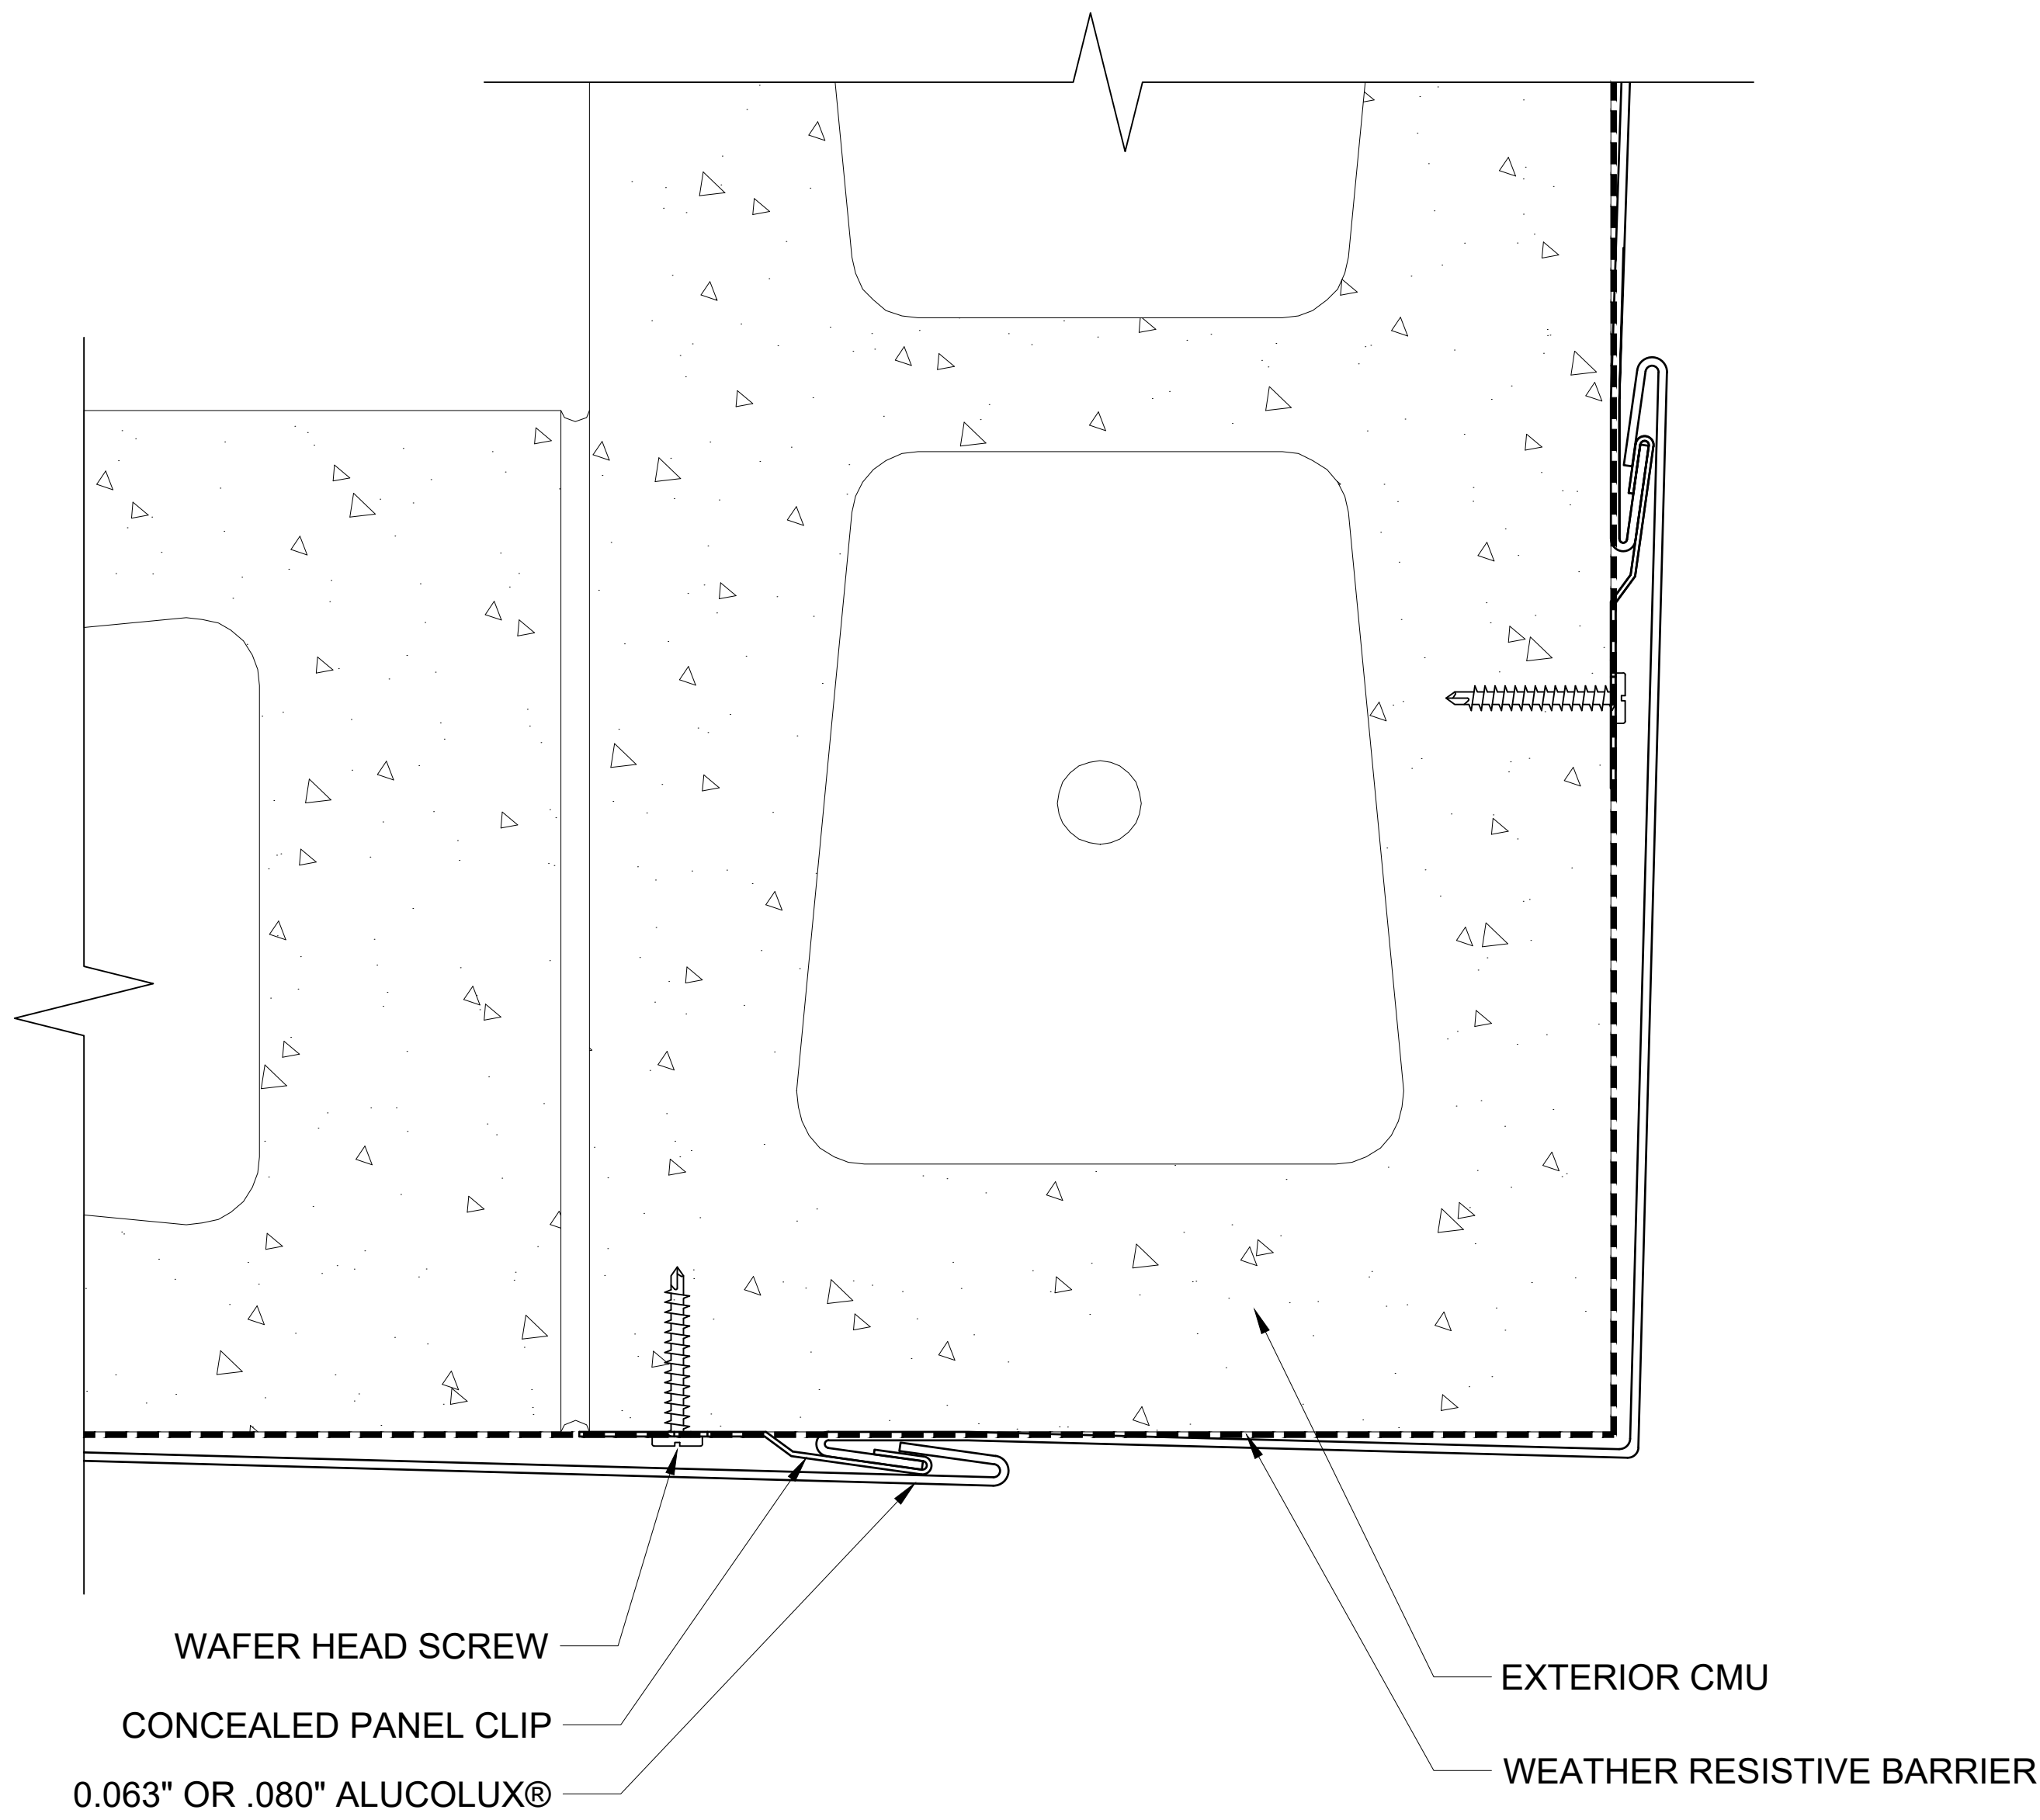 WAFER HEAD SCREW
CONCEALED PANEL CLIP
0.063" OR .080" ALUCOLUX®
EXTERIOR CMU
WEATHER RESISTIVE BARRIER